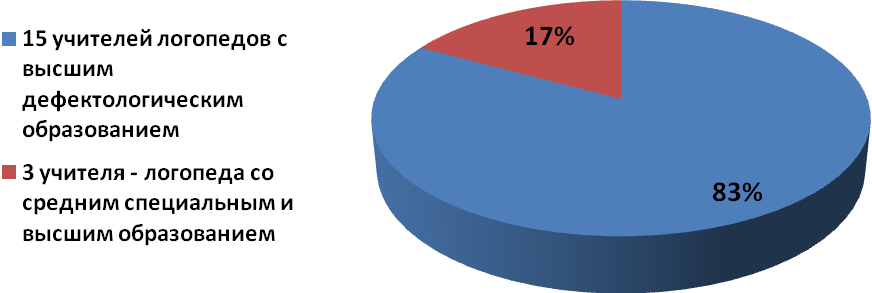 15 учителей логопедов с
высшим
дефектологическим
образованием
3 учителя - логопеда со
средним специальным и
высшим образованием
17%
83%